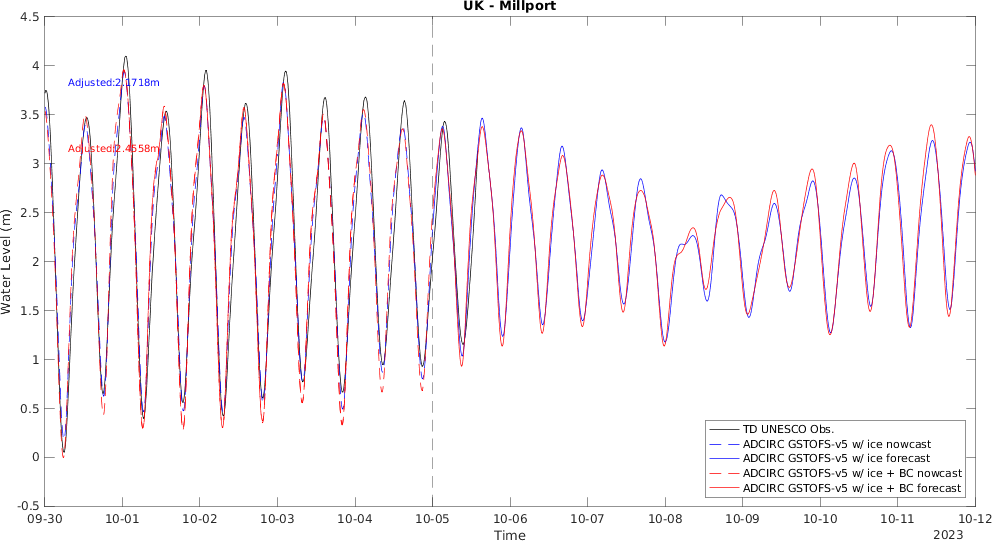 UK - Millport
4.5
4
3.5
3
2.5
2
1.5
1
0.5
0
-0.5
Water Level (m)
Adjusted:2.1718m
Adjusted:2.4558m
TD UNESCO Obs.
ADCIRC GSTOFS-v5 w/ ice nowcast
ADCIRC GSTOFS-v5 w/ ice forecast
ADCIRC GSTOFS-v5 w/ ice + BC nowcast
ADCIRC GSTOFS-v5 w/ ice + BC forecast
09-30 10-01 10-02 10-03 10-04 10-05 10-06 10-07 10-08 10-09 10-10 10-11 10-12
Time
2023